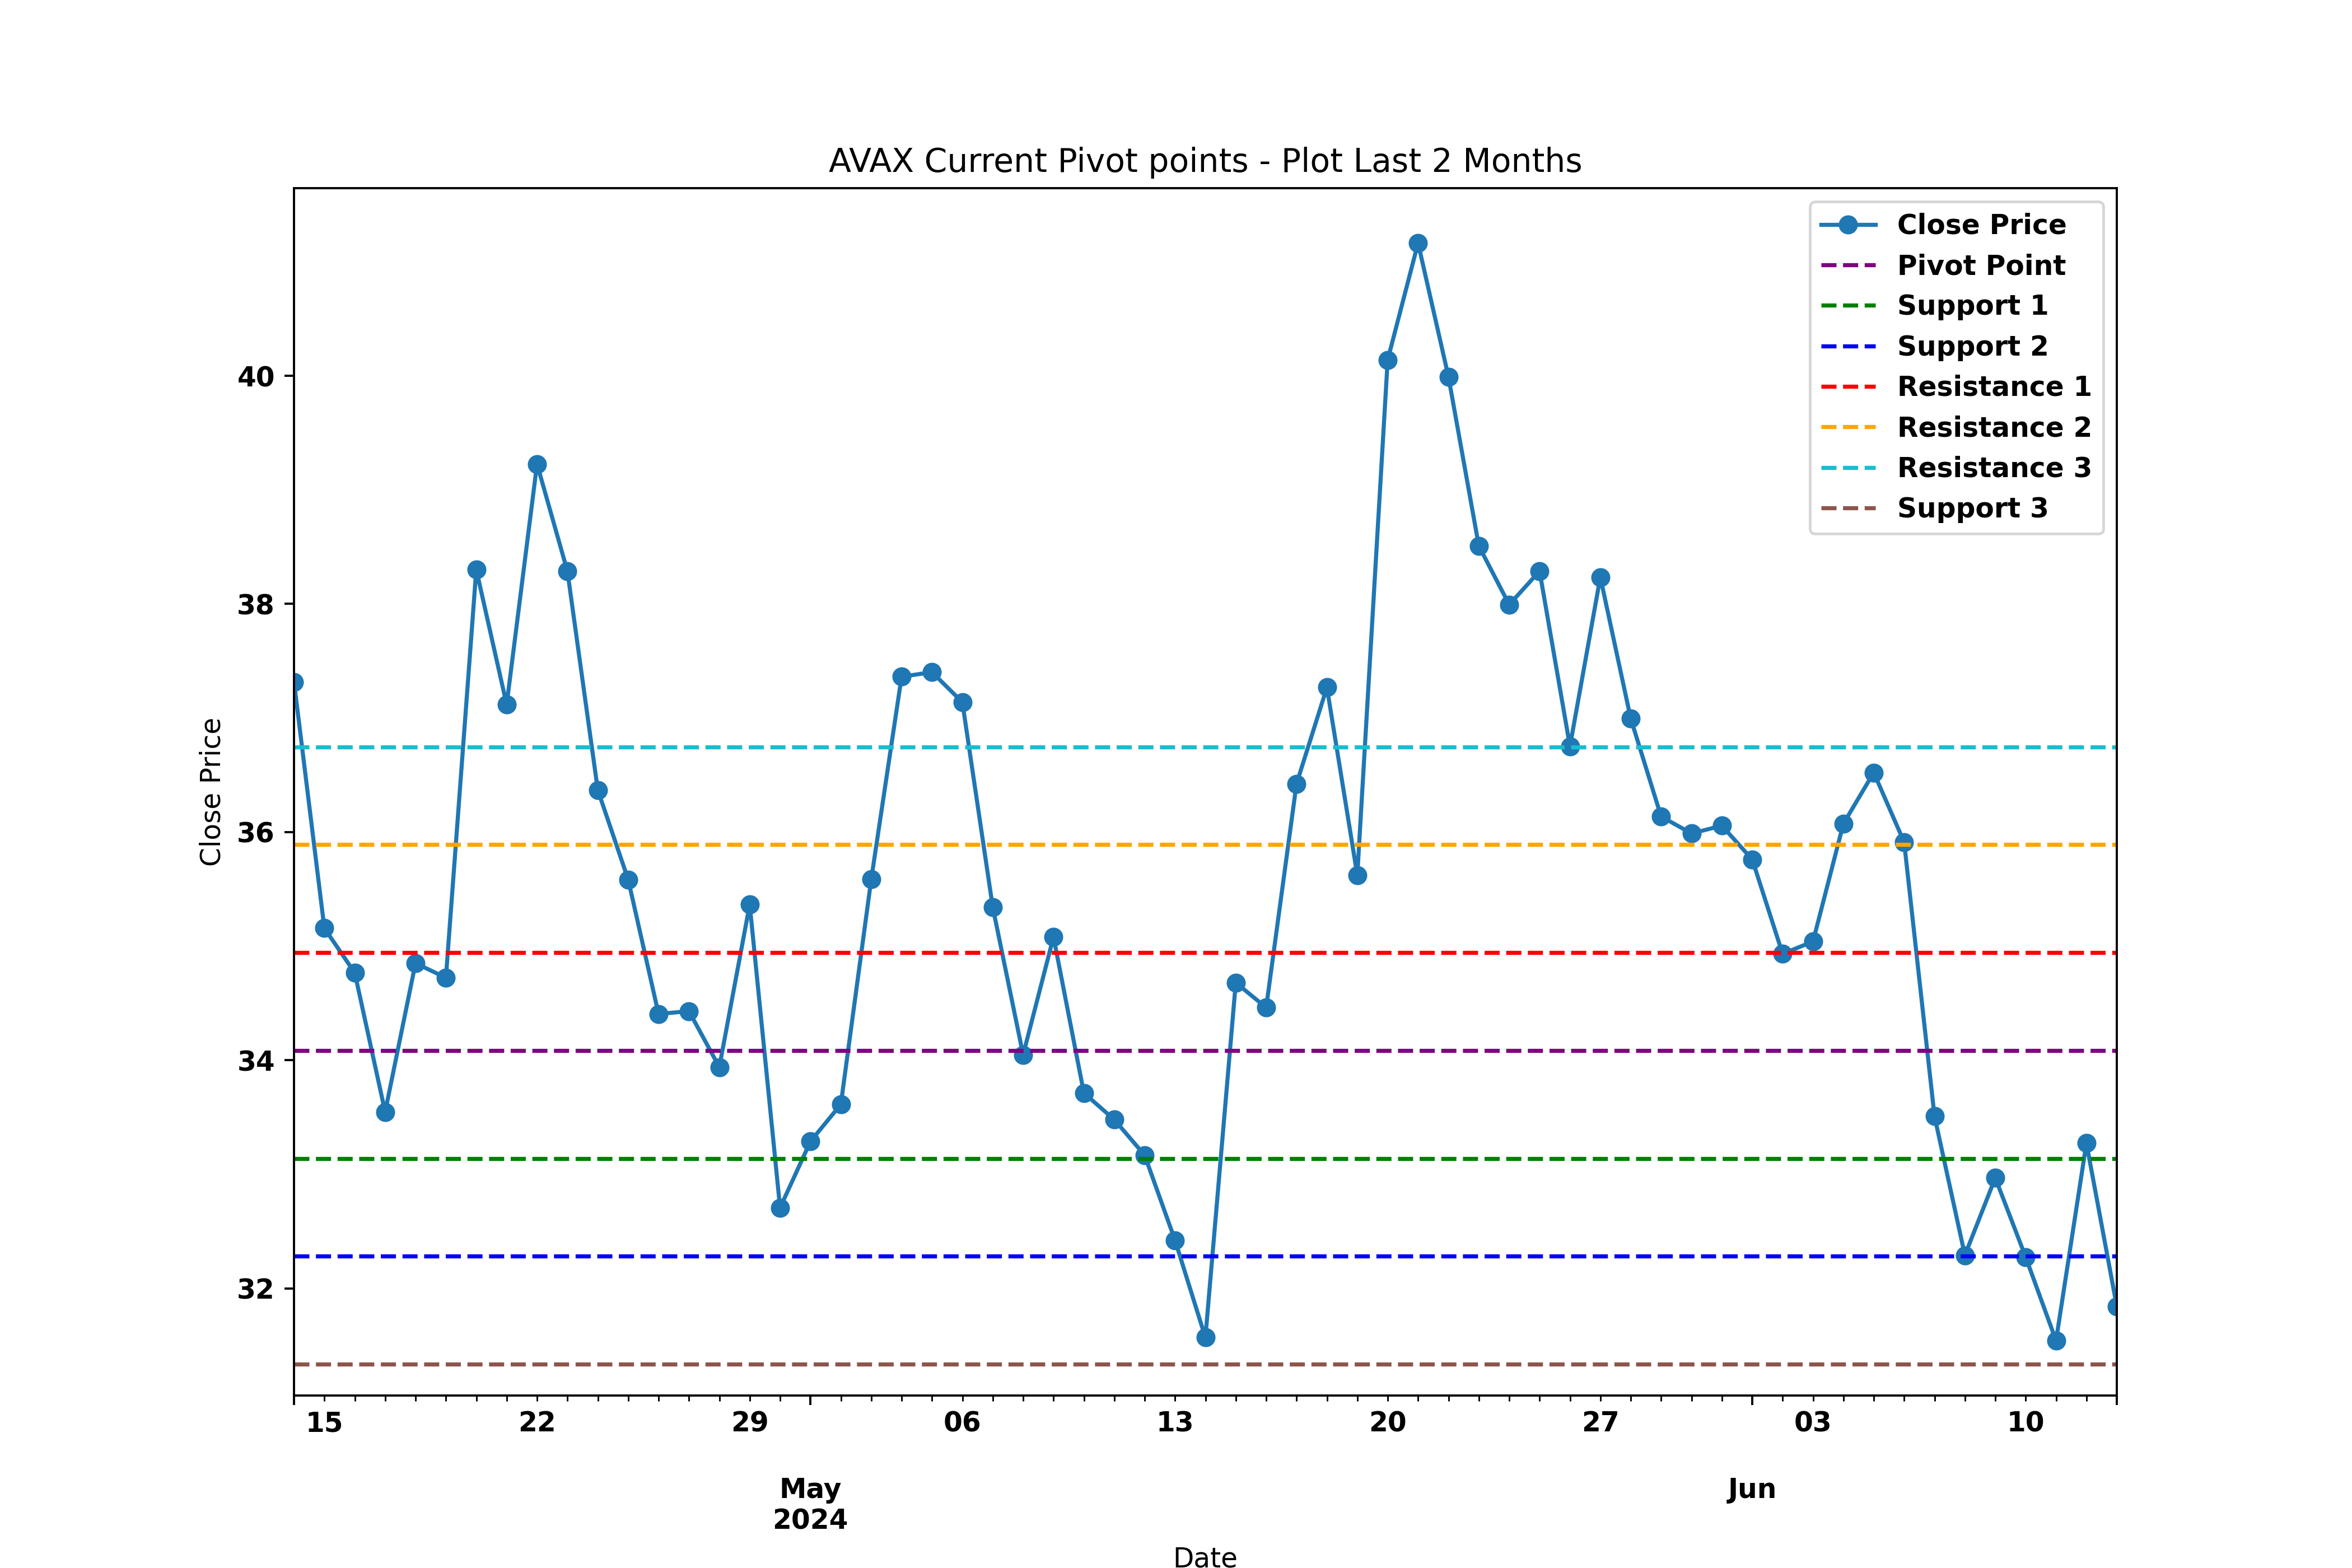 AVAX Current Pivot points - Plot Last 2 Months
Close Price
Pivot Point
Support 1
Support 2
Resistance 1
Resistance 2
Resistance 3
Support 3
40
38
36
34
32
Close Price
15 22 29 06 13 20 27 03 10
May Jun
2024
Date